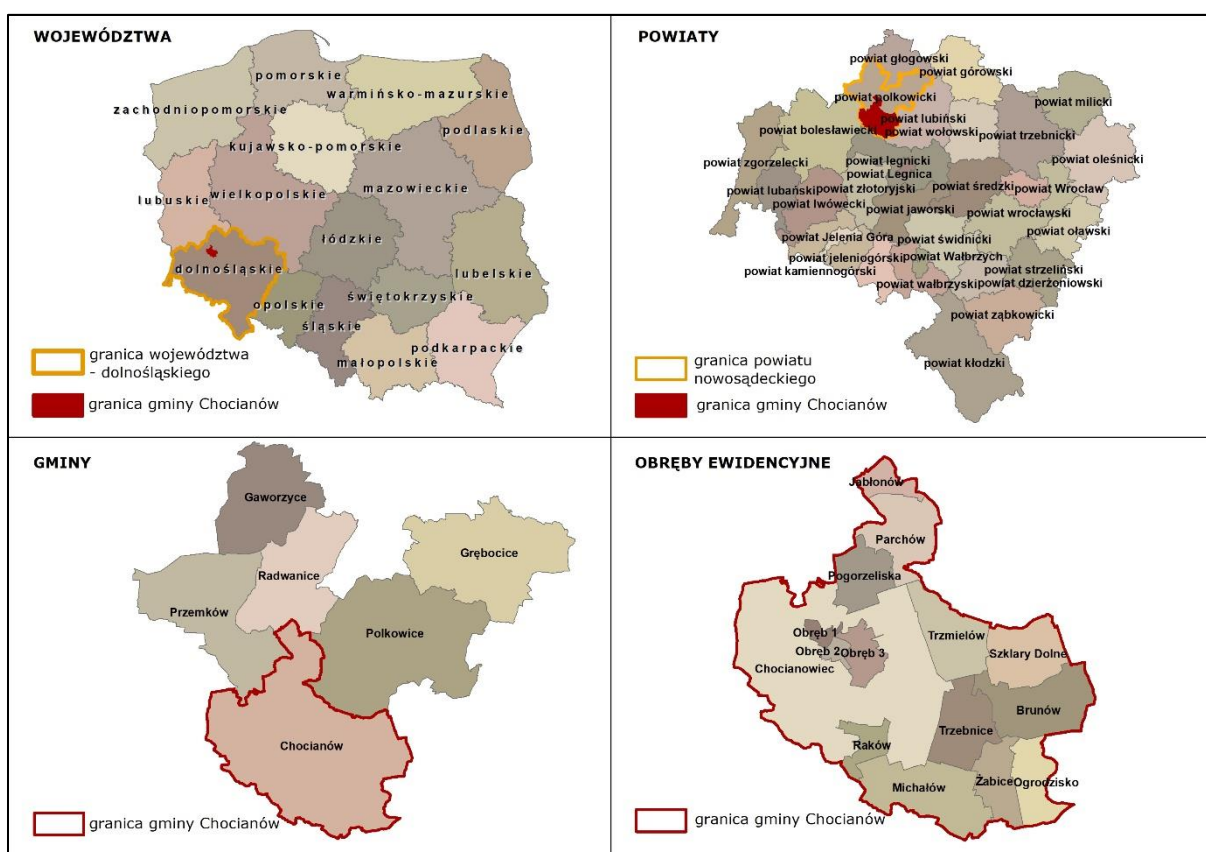 WOJEWÓDZTWA
pomorskie
warmińsko-mazurskie
zachodniopomorskie
podlaskie
kujawsko-pomorskie
mazowieckie
wielkopolskie
lubuskie
łódzkie
dolnośląskie
lubelskie
opolskie
świętokrzyskie
śląskie
podkarpackie
małopolskie
granica województwa
- dolnośląskiego
granica gminy Chocianów
POWIATY
powiat głogowski
powiat górowski
powiat polkowicki
powiat milicki
powiat lubiński
powiat bolesławiecki
powiat wołowski
powiat trzebnicki
powiat zgorzelecki
powiat legnicki
powiat oleśnicki
powiat Legnica
powiat lubański
powiat złotoryjski
powiat średzki
powiat Wrocław
powiat lwówecki
powiat jaworski
powiat wrocławski
powiat oławski
powiat Jelenia Góra
powiat świdnicki
powiat jeleniogórski
powiat Wałbrzych
powiat kamiennogórski
powiat strzeliński
powiat wałbrzyski
powiat dzierżoniowski
powiat ząbkowicki
powiat kłodzki
granica powiatu
nowosądeckiego
granica gminy Chocianów
GMINY
Gaworzyce
Grębocice
Radwanice
Przemków
Polkowice
Chocianów
granica gminy Chocianów
OBRĘBY EWIDENCYJNE
Jabłonów
Parchów
Pogorzeliska
Obręb 1
Trzmielów
Obręb 2
Obręb 3
Szklary Dolne
Chocianowiec
Brunów
Trzebnice
Raków
Michałów
Żabice
Ogrodzisko
granica gminy Chocianów